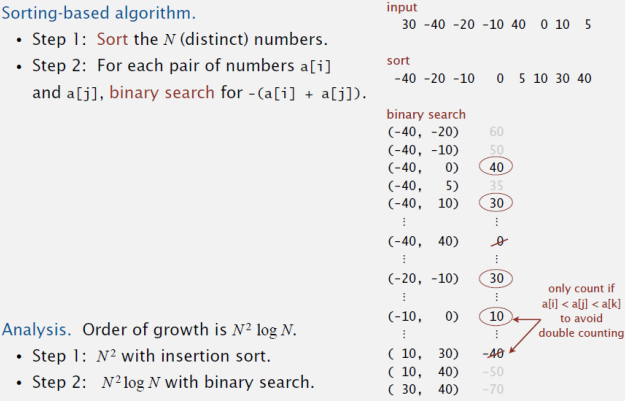 Sorting-based algorithm.
• Step 1: Sort the N (distinct) numbers.
• Step 2: For each pair of numbers a[i]
and a[j], binary search for -(a[i] + a[j]).
Analysis. Order of growth is N² log N.
• Step 1: N² with insertion sort.
• Step 2: N² log N with binary search.
input
30 -40 -20 -10 40 0 10 5
sort
-40 -20 -10 0 5 10 30 40
binary search
(-40, -20) 60
(-40, -10) 50
(-40, 0) 40
(-40, 5) 35
(-40, 10) 30
⋮ ⋮
(-40, 40) 0
⋮ ⋮
(-20, -10) 30
⋮ ⋮
(-10, 0) 10
⋮ ⋮
( 10, 30) -40
( 10, 40) -50
( 30, 40) -70
only count if
a[i] < a[j] < a[k]
to avoid
double counting